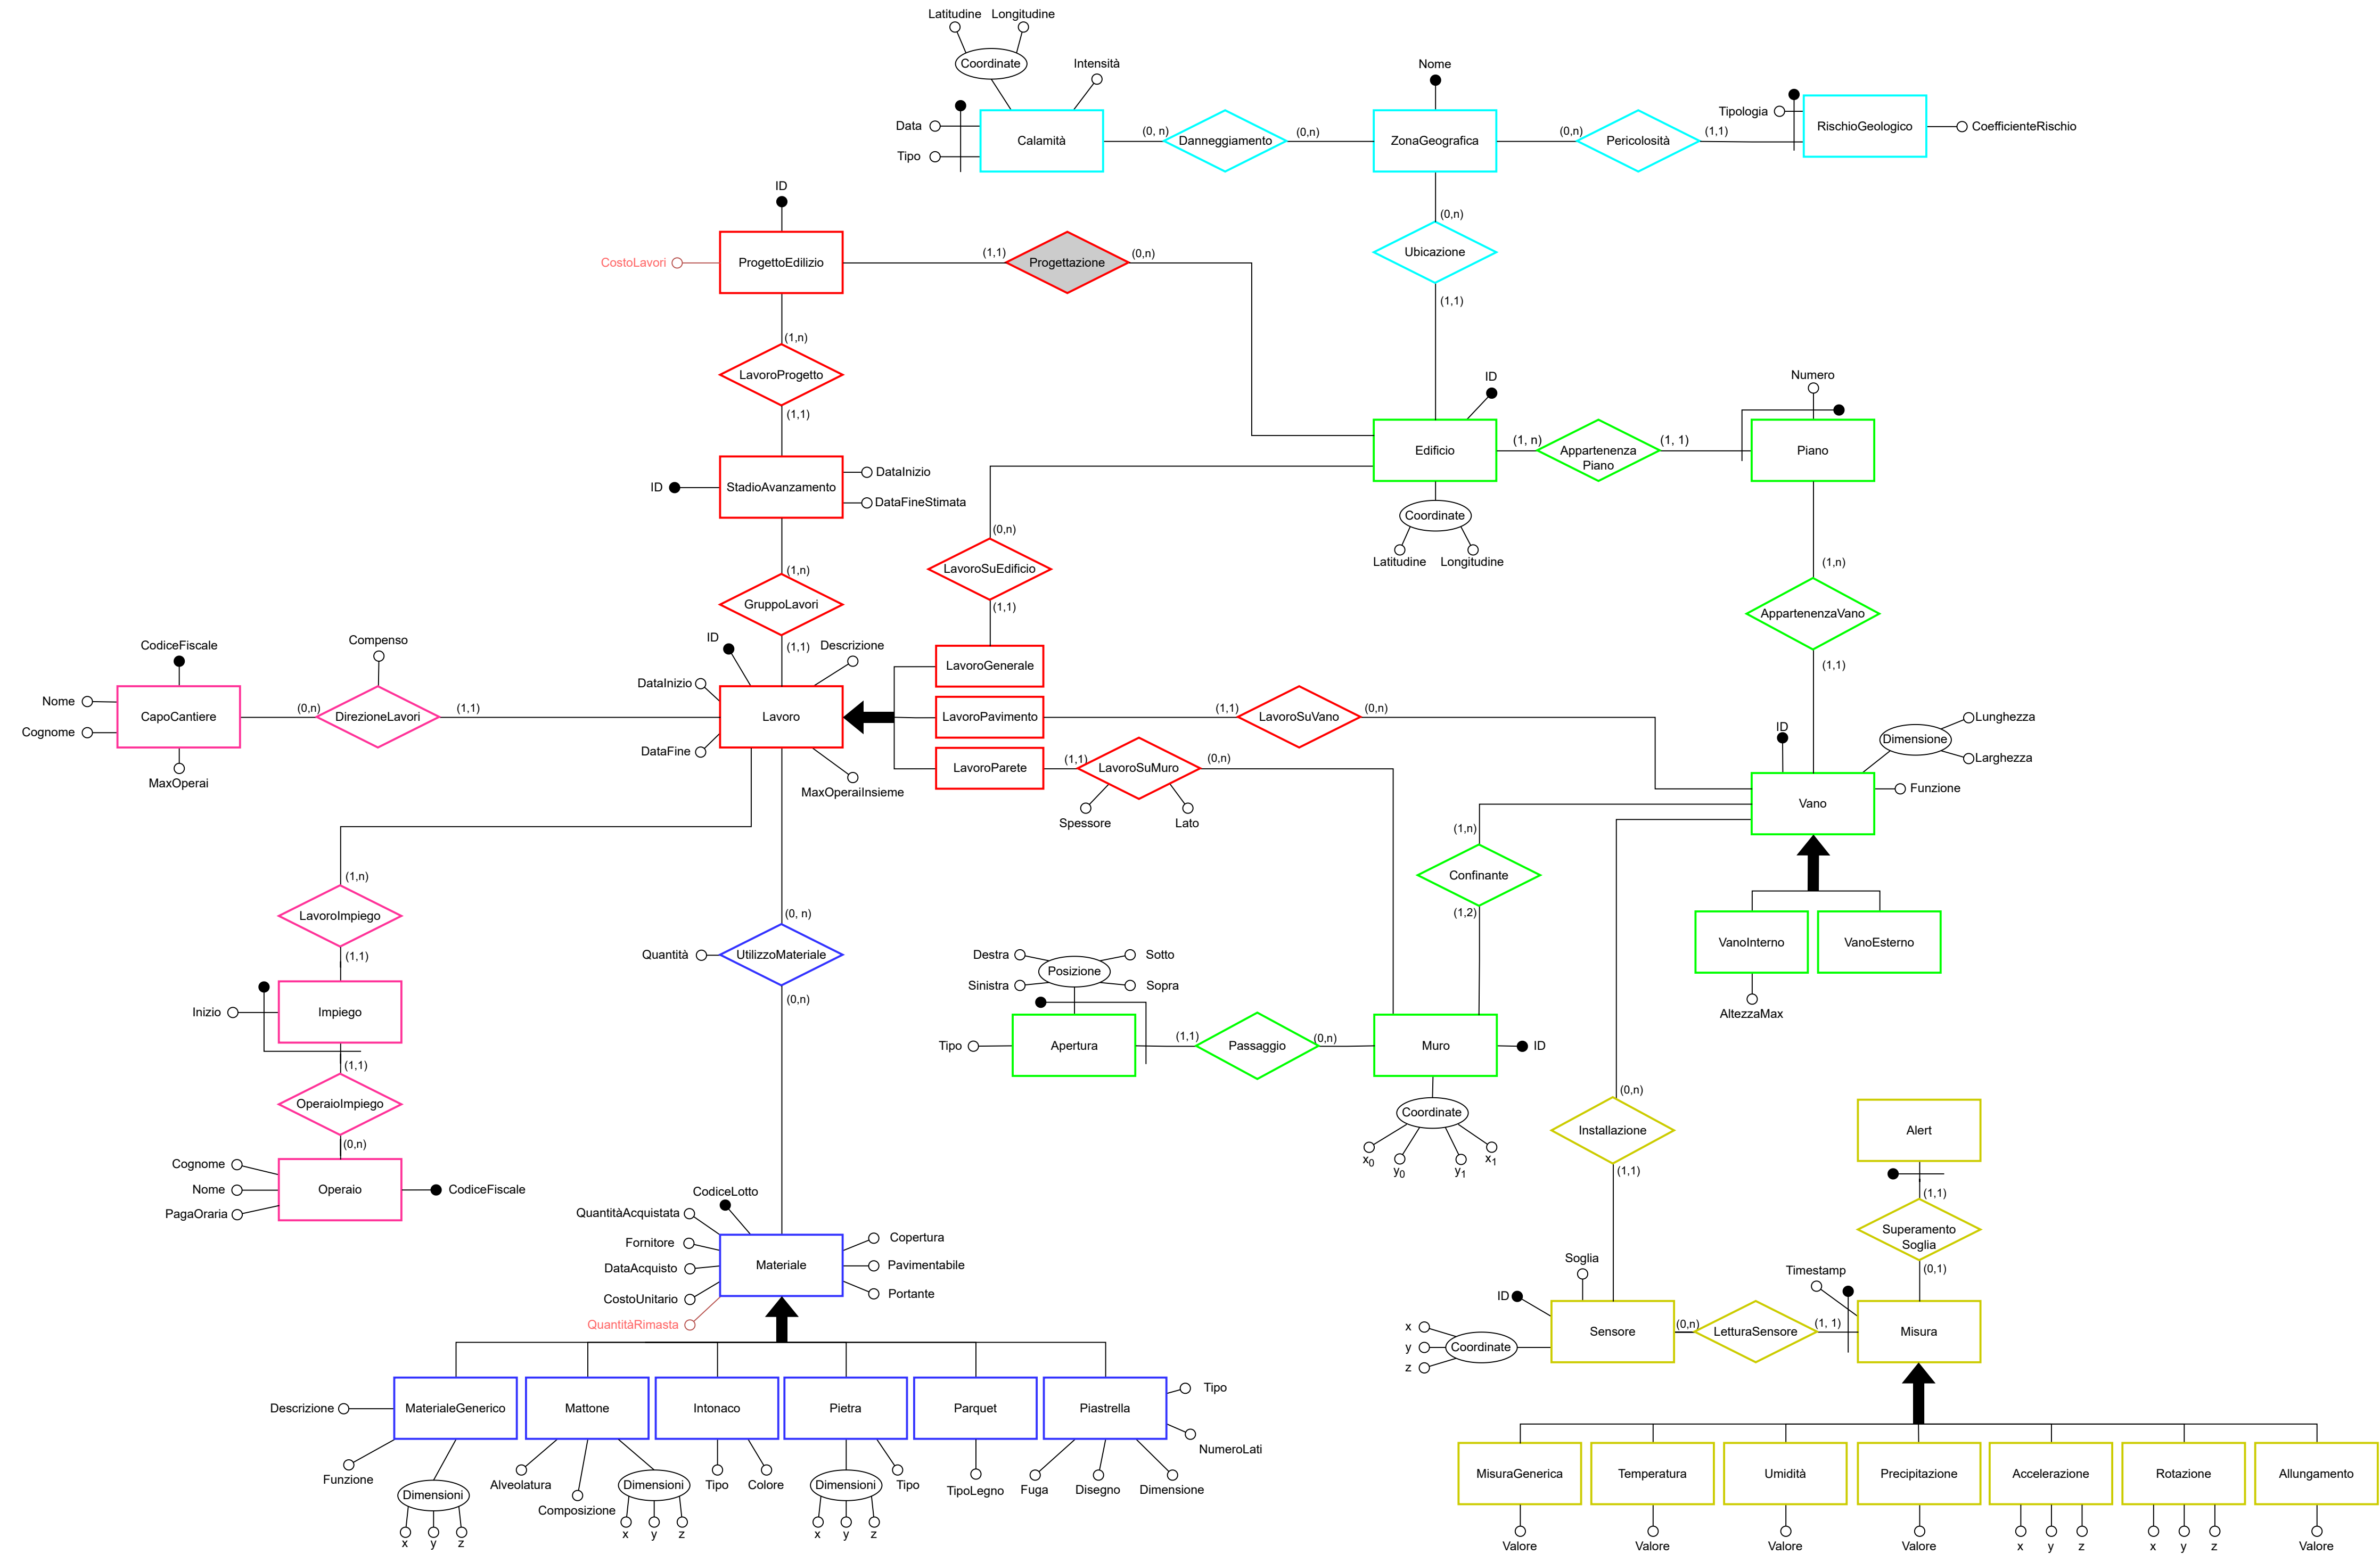 Latitudine Longitudine
Coordinate
Intensità
Data
Tipo
Calamità
(0, n)
Danneggiamento
(0,n)
Nome
ZonaGeografica
(0,n)
Pericolosità
(1,1)
Tipologia
RischioGeologico
CoefficienteRischio
(0,n)
Ubicazione
(1,1)
ID
CostoLavori
ProgettoEdilizio
(1,1)
Progettazione
(0,n)
(1,n)
LavoroProgetto
(1,1)
ID
StadioAvanzamento
DataInizio
DataFineStimata
ID
Edificio
Coordinate
Latitudine Longitudine
(1, n)
Appartenenza
Piano
(1, 1)
Numero
Piano
(1,n)
AppartenenzaVano
(1,1)
(0,n)
LavoroSuEdificio
(1,1)
(1,n)
GruppoLavori
(1,1)
CodiceFiscale
Nome
Cognome
CapoCantiere
MaxOperai
Compenso
(0,n)
DirezioneLavori
(1,1)
ID
Descrizione
DataInizio
Lavoro
DataFine
MaxOperaiInsieme
LavoroGenerale
LavoroPavimento
LavoroParete
(1,1)
LavoroSuVano
(0,n)
(1,1)
LavoroSuMuro
(0,n)
Spessore
Lato
ID
Dimensione
Lunghezza
Larghezza
Vano
Funzione
VanoInterno
VanoEsterno
AltezzaMax
(1,n)
Confinante
(1,2)
(1,n)
LavoroImpiego
(1,1)
Inizio
Impiego
(1,1)
OperaioImpiego
(0,n)
Cognome
Nome
PagaOraria
Operaio
CodiceFiscale
(0, n)
Quantità
UtilizzoMateriale
(0,n)
Destra
Sinistra
Posizione
Sotto
Sopra
Tipo
Apertura
(1,1)
Passaggio
(0,n)
Muro
ID
Coordinate
x0
y0
y1
x1
(0,n)
Installazione
(1,1)
Alert
(1,1)
Superamento
Soglia
(0,1)
Soglia
ID
Sensore
Coordinate
x
y
z
(0,n)
LetturaSensore
(1, 1)
Timestamp
Misura
CodiceLotto
QuantitàAcquistata
Fornitore
DataAcquisto
CostoUnitario
QuantitàRimasta
Materiale
Copertura
Pavimentabile
Portante
Descrizione
MaterialeGenerico
Funzione
Dimensioni
x y z
Mattone
Alveolatura
Composizione
Dimensioni
x y z
Intonaco
Tipo
Colore
Pietra
Dimensioni
x y z
Tipo
Parquet
TipoLegno
Piastrella
Tipo
NumeroLati
Fuga
Disegno
Dimensione
MisuraGenerica
Valore
Temperatura
Valore
Umidità
Valore
Precipitazione
Valore
Accelerazione
x y z
Rotazione
x y z
Allungamento
Valore